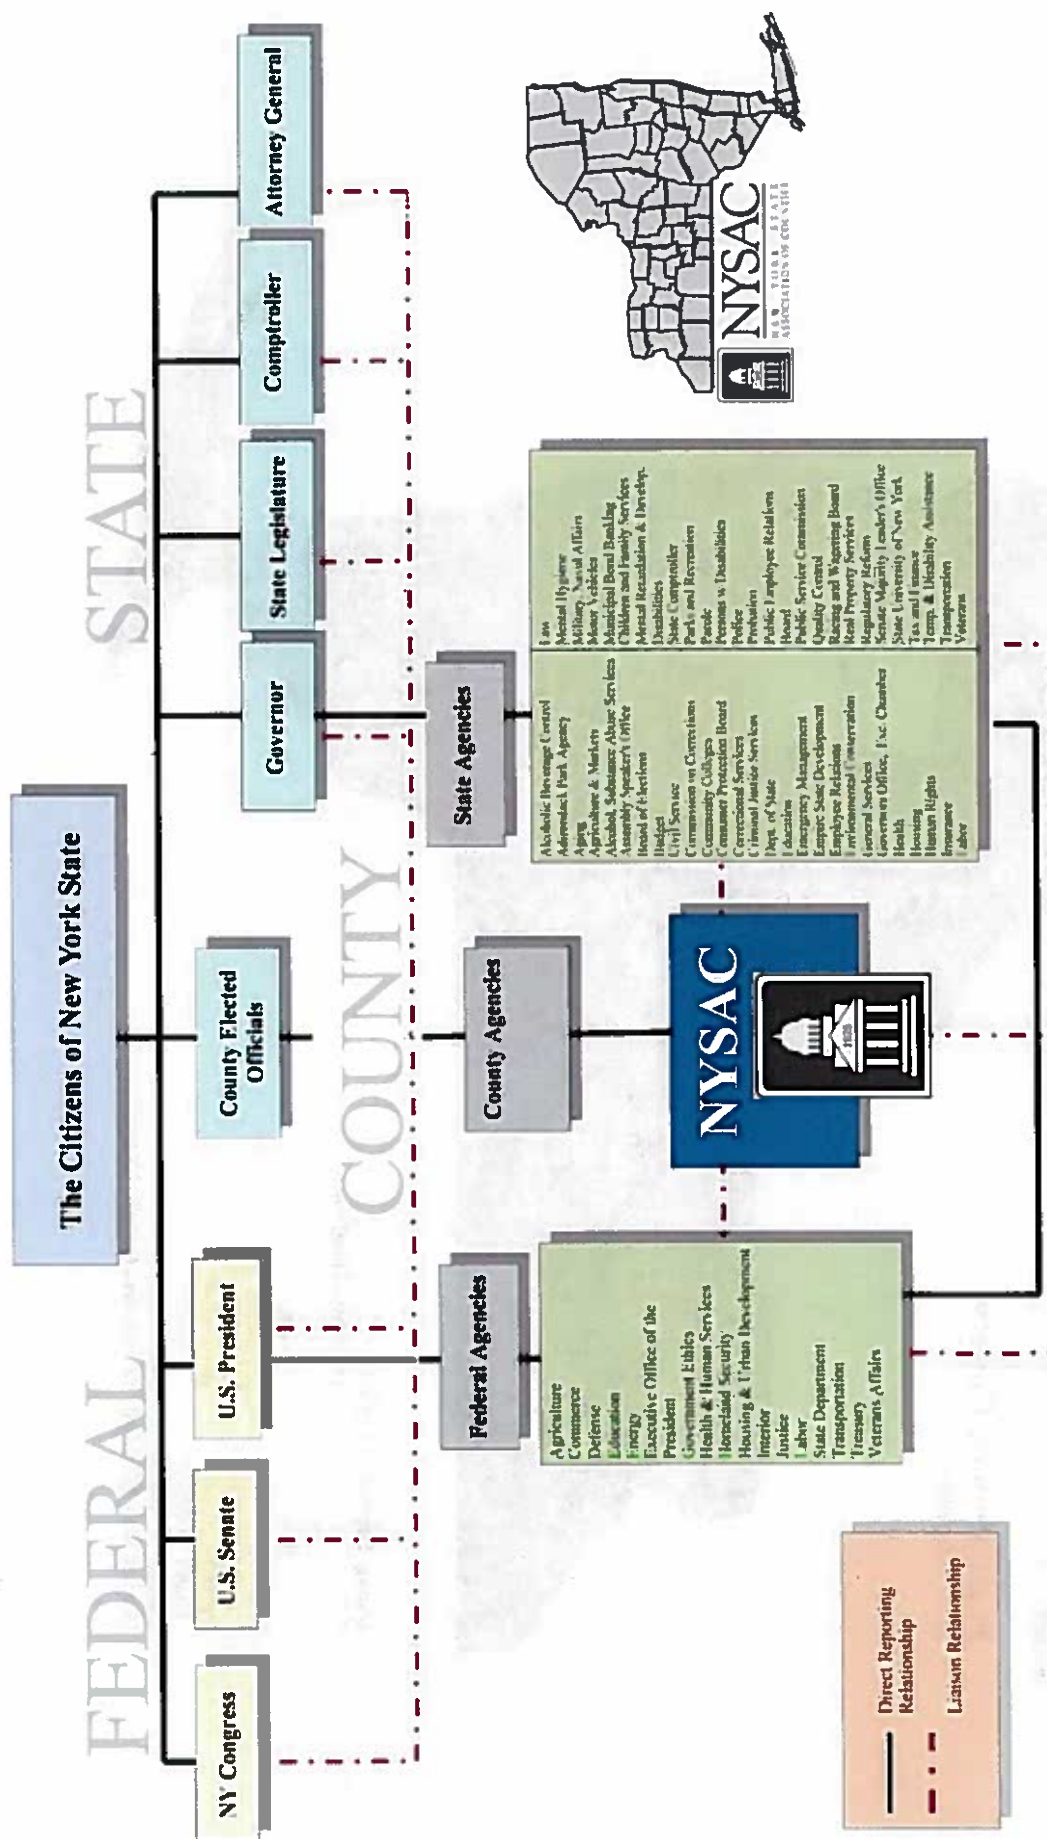 The Citizens of New York State
FEDERAL
STATE
COUNTY
NY Congress
U.S. Senate
U.S. President
County Elected
Officials
Governor
State Legislature
Comptroller
Attorney General
Federal Agencies
County Agencies
State Agencies
Agriculture
Commerce
Defense
Education
Energy
Executive Office of the
President
Government Ethics
Health & Human Services
Homeland Security
Housing & Urban Development
Interior
Justice
Labor
State Department
Transportation
Treasury
Veterans Affairs
NYSAC
Alcoholic Beverage Control
Adirondack Park Agency
Aging
Agriculture & Markets
Alcohol, Substance Abuse Services
Assembly Speaker's Office
Board of Elections
Budget
Civil Service
Commission on Corrections
Community Colleges
Consumer Protection Board
Correctional Services
Criminal Justice Services
Dept. of State
Education
Emergency Management
Empire State Development
Employee Relations
Environmental Conservation
General Services
Governors Office, Exc. Chamber
Health
Housing
Human Rights
Insurance
Labor
Law
Mental Hygiene
Military, Naval Affairs
Motor Vehicles
Municipal Bond Banking
Children and Family Services
Mental Retardation & Develop.
Disabilities
State Comptroller
Parks and Recreation
Parole
Persons w Disabilities
Police
Probation
Public Employee Relations
Board
Public Service Commission
Quality Control
Racing and Wagering Board
Real Property Services
Regulatory Reform
Senate Majority Leader's Office
State University of New York
Tax and Finance
Temp. & Disability Assistance
Transportation
Veterans
Direct Reporting
Relationship
Liaison Relationship
NYSAC
NEW YORK STATE
ASSOCIATION OF COUNTIES